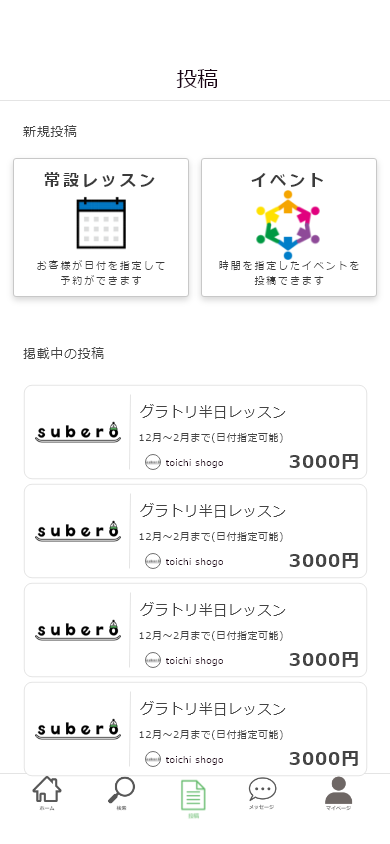 投稿
新規投稿
常設レッスン
お客様が日付を指定して
予約ができます
イベント
時間を指定したイベントを
投稿できます
掲載中の投稿
subero
グラトリ半日レッスン
12月～2月まで(日付指定可能)
toichi shogo
3000円
subero
グラトリ半日レッスン
12月～2月まで(日付指定可能)
toichi shogo
3000円
subero
グラトリ半日レッスン
12月～2月まで(日付指定可能)
toichi shogo
3000円
subero
グラトリ半日レッスン
12月～2月まで(日付指定可能)
toichi shogo
3000円
ホーム
検索
投稿
メッセージ
マイページ